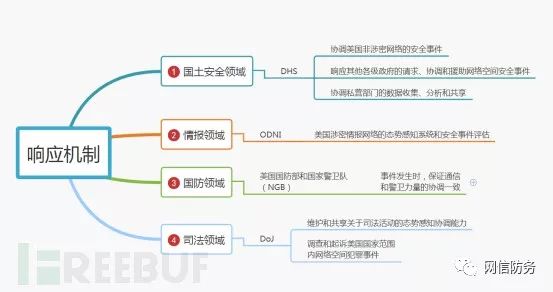 响应机制
1 国土安全领域
DHS
协调美国非涉密网络的安全事件
响应其他各级政府的请求、协调和援助网络空间安全事件
协调私营部门的数据收集、分析和共享
2 情报领域
ODNI
美国涉密情报网络的态势感知系统和安全事件评估
3 国防领域
美国国防部和国家警卫队
（NGB）
事件发生时，保证通信
和警卫力量的协调一致
4 司法领域
DoJ
维护和共享关于司法活动的态势感知协调能力
调查和起诉美国国家范围
内网络空间犯罪事件
FREEBUF
网信防务